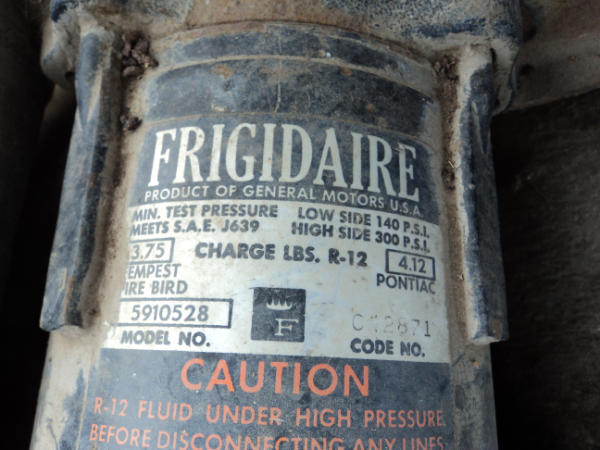 FRIGIDAIRE
PRODUCT OF GENERAL MOTORS U.S.A.
MIN. TEST PRESSURE LOW SIDE 140 P.S.I.
MEETS S.A.E. J639 HIGH SIDE 300 P.S.I.
3.75 CHARGE LBS. R-12 4.12
EMPEST PONTIAC
IRE BIRD
5910528 F
MODEL NO. CODE NO.
CAUTION
R-12 FLUID UNDER HIGH PRESSURE.
BEFORE DISCONNECTING ANY LINES